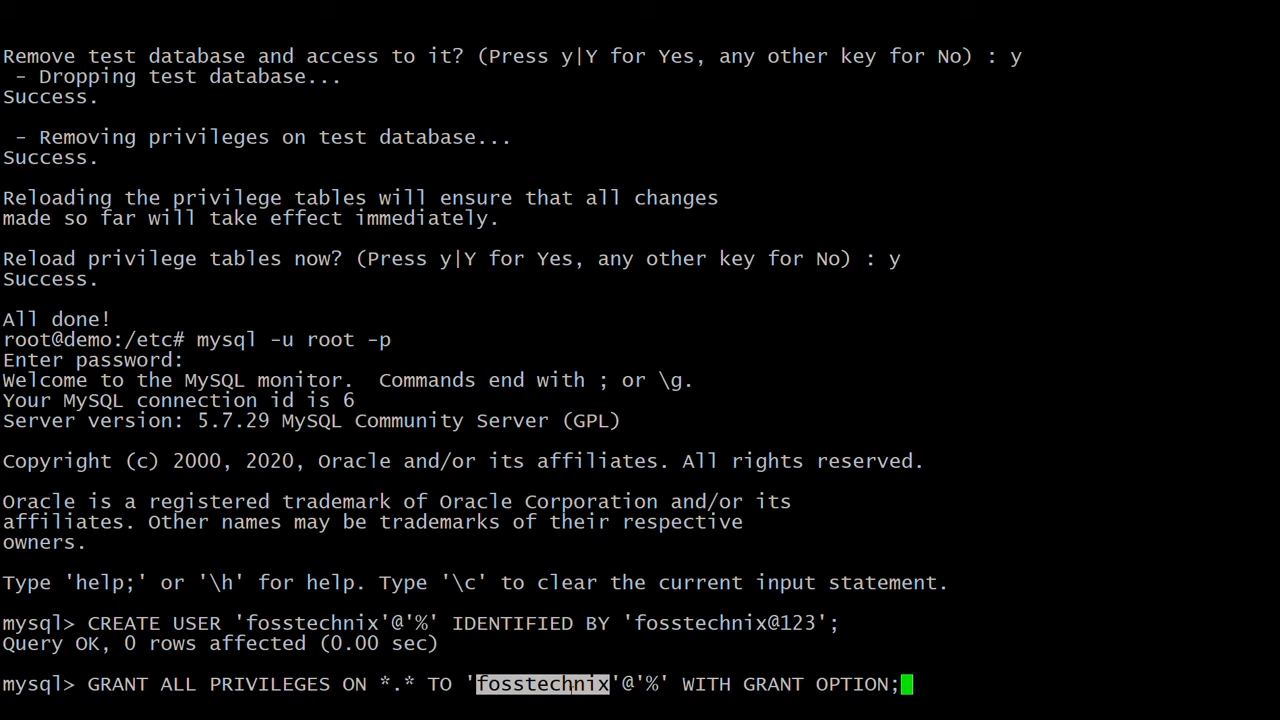 Remove test database and access to it? (Press y|Y for Yes, any other key for No) : y
 - Dropping test database...
Success.
 - Removing privileges on test database...
Success.
Reloading the privilege tables will ensure that all changes
made so far will take effect immediately.
Reload privilege tables now? (Press y|Y for Yes, any other key for No) : y
Success.
All done!
root@demo:/etc# mysql -u root -p
Enter password:
Welcome to the MySQL monitor.  Commands end with ; or \g.
Your MySQL connection id is 6
Server version: 5.7.29 MySQL Community Server (GPL)
Copyright (c) 2000, 2020, Oracle and/or its affiliates. All rights reserved.
Oracle is a registered trademark of Oracle Corporation and/or its
affiliates. Other names may be trademarks of their respective
owners.
Type 'help;' or '\h' for help. Type '\c' to clear the current input statement.
mysql> CREATE USER 'fosstechnix'@'%' IDENTIFIED BY 'fosstechnix@123';
Query OK, 0 rows affected (0.00 sec)
mysql> GRANT ALL PRIVILEGES ON *.* TO 'fosstechnix'@'%' WITH GRANT OPTION;